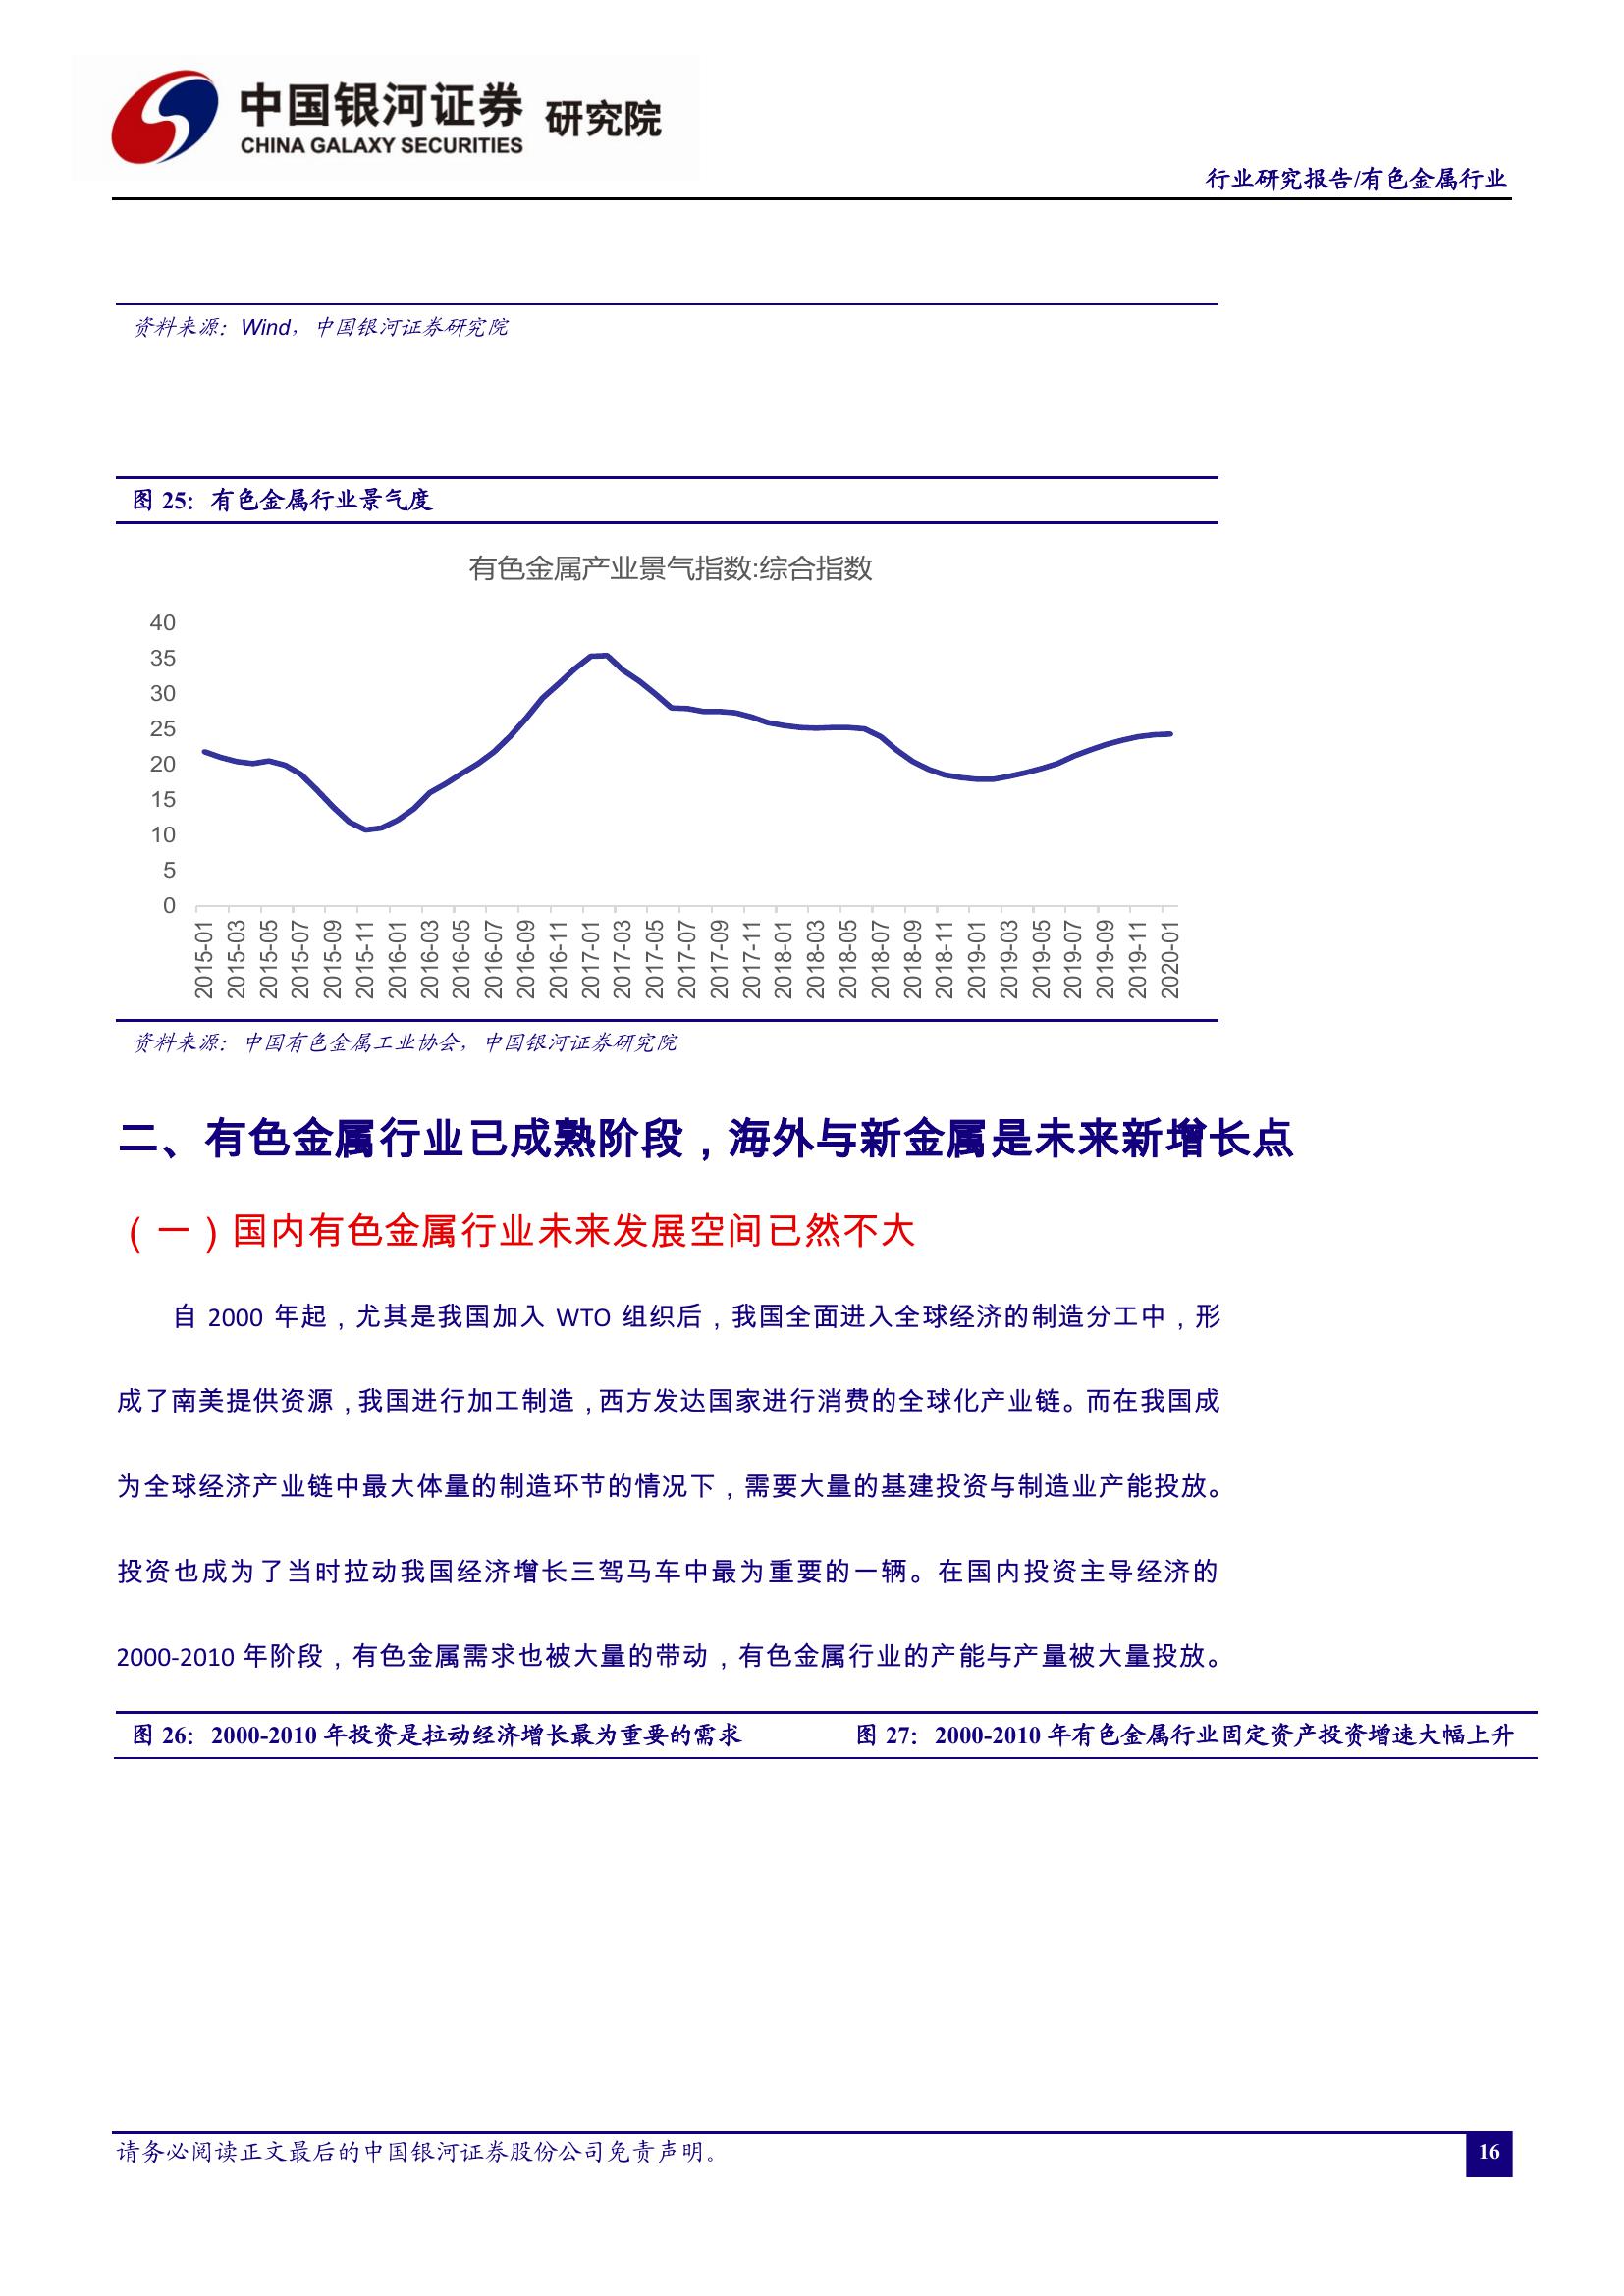 中国银河证券 研究院
CHINA GALAXY SECURITIES
行业研究报告/有色金属行业
资料来源：Wind，中国银河证券研究院
图 25：有色金属行业景气度
有色金属产业景气指数:综合指数
40
35
30
25
20
15
10
5
0
2015-01
2015-03
2015-05
2015-07
2015-09
2015-11
2016-01
2016-03
2016-05
2016-07
2016-09
2016-11
2017-01
2017-03
2017-05
2017-07
2017-09
2017-11
2018-01
2018-03
2018-05
2018-07
2018-09
2018-11
2019-01
2019-03
2019-05
2019-07
2019-09
2019-11
2020-01
资料来源：中国有色金属工业协会，中国银河证券研究院
二、有色金属行业已成熟阶段，海外与新金属是未来新增长点
（一）国内有色金属行业未来发展空间已然不大
自 2000 年起，尤其是我国加入 WTO 组织后，我国全面进入全球经济的制造分工中，形
成了南美提供资源，我国进行加工制造，西方发达国家进行消费的全球化产业链。而在我国成
为全球经济产业链中最大体量的制造环节的情况下，需要大量的基建投资与制造业产能投放。
投资也成为了当时拉动我国经济增长三驾马车中最为重要的一辆。在国内投资主导经济的
2000-2010 年阶段，有色金属需求也被大量的带动，有色金属行业的产能与产量被大量投放。
图 26：2000-2010 年投资是拉动经济增长最为重要的需求
图 27：2000-2010 年有色金属行业固定资产投资增速大幅上升
请务必阅读正文最后的中国银河证券股份公司免责声明。
16